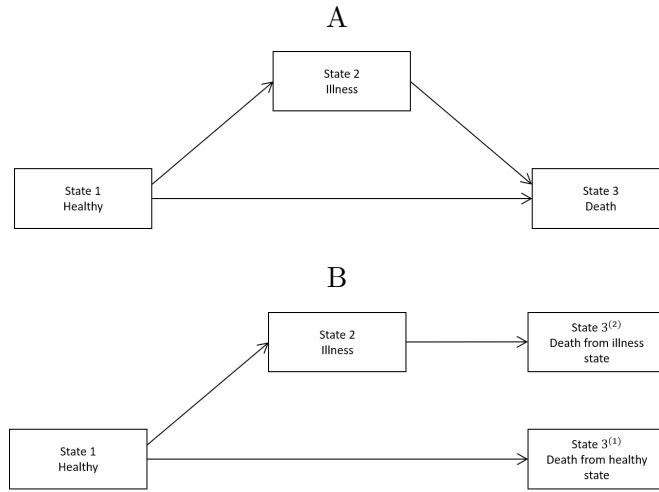 A
State 2
Illness
State 1
Healthy
State 3
Death
B
State 2
Illness
State 3⁽²⁾
Death from illness
state
State 1
Healthy
State 3⁽¹⁾
Death from healthy
state